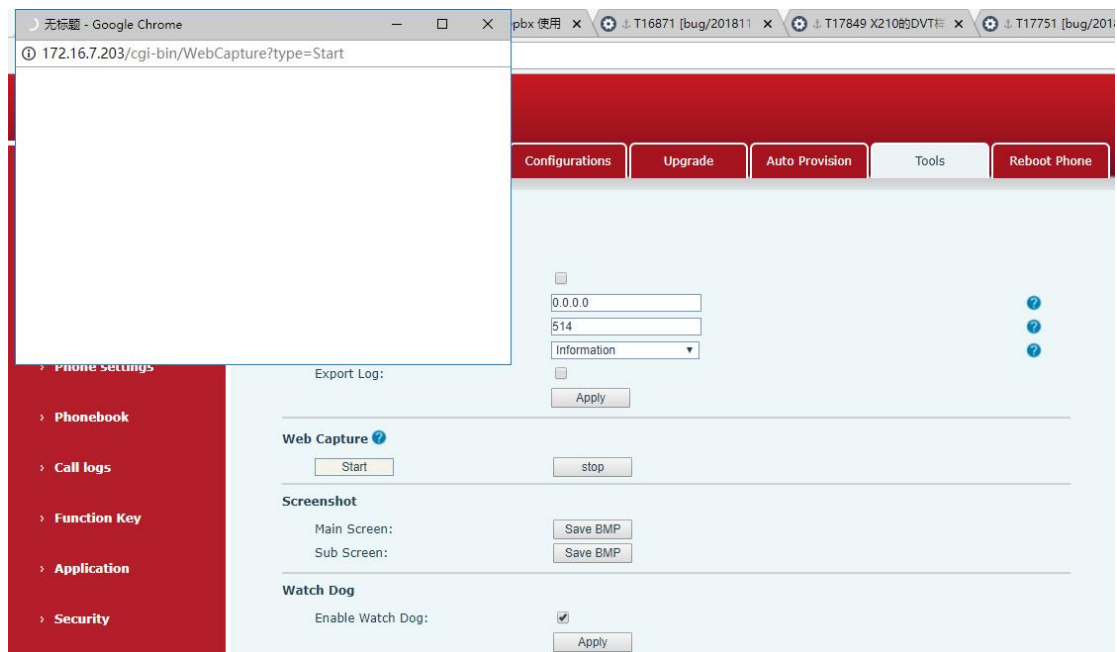 无标题 - Google Chrome
172.16.7.203/cgi-bin/WebCapture?type=Start
pbx 使用
T16871 [bug/201811
T17849 X210的DVT样
T17751 [bug/201
Configurations
Upgrade
Auto Provision
Tools
Reboot Phone
0.0.0.0
514
Information
Phone settings
Export Log:
Apply
Phonebook
Web Capture
Call logs
Start
stop
Screenshot
Function Key
Main Screen:
Save BMP
Sub Screen:
Save BMP
Application
Watch Dog
Security
Enable Watch Dog:
Apply